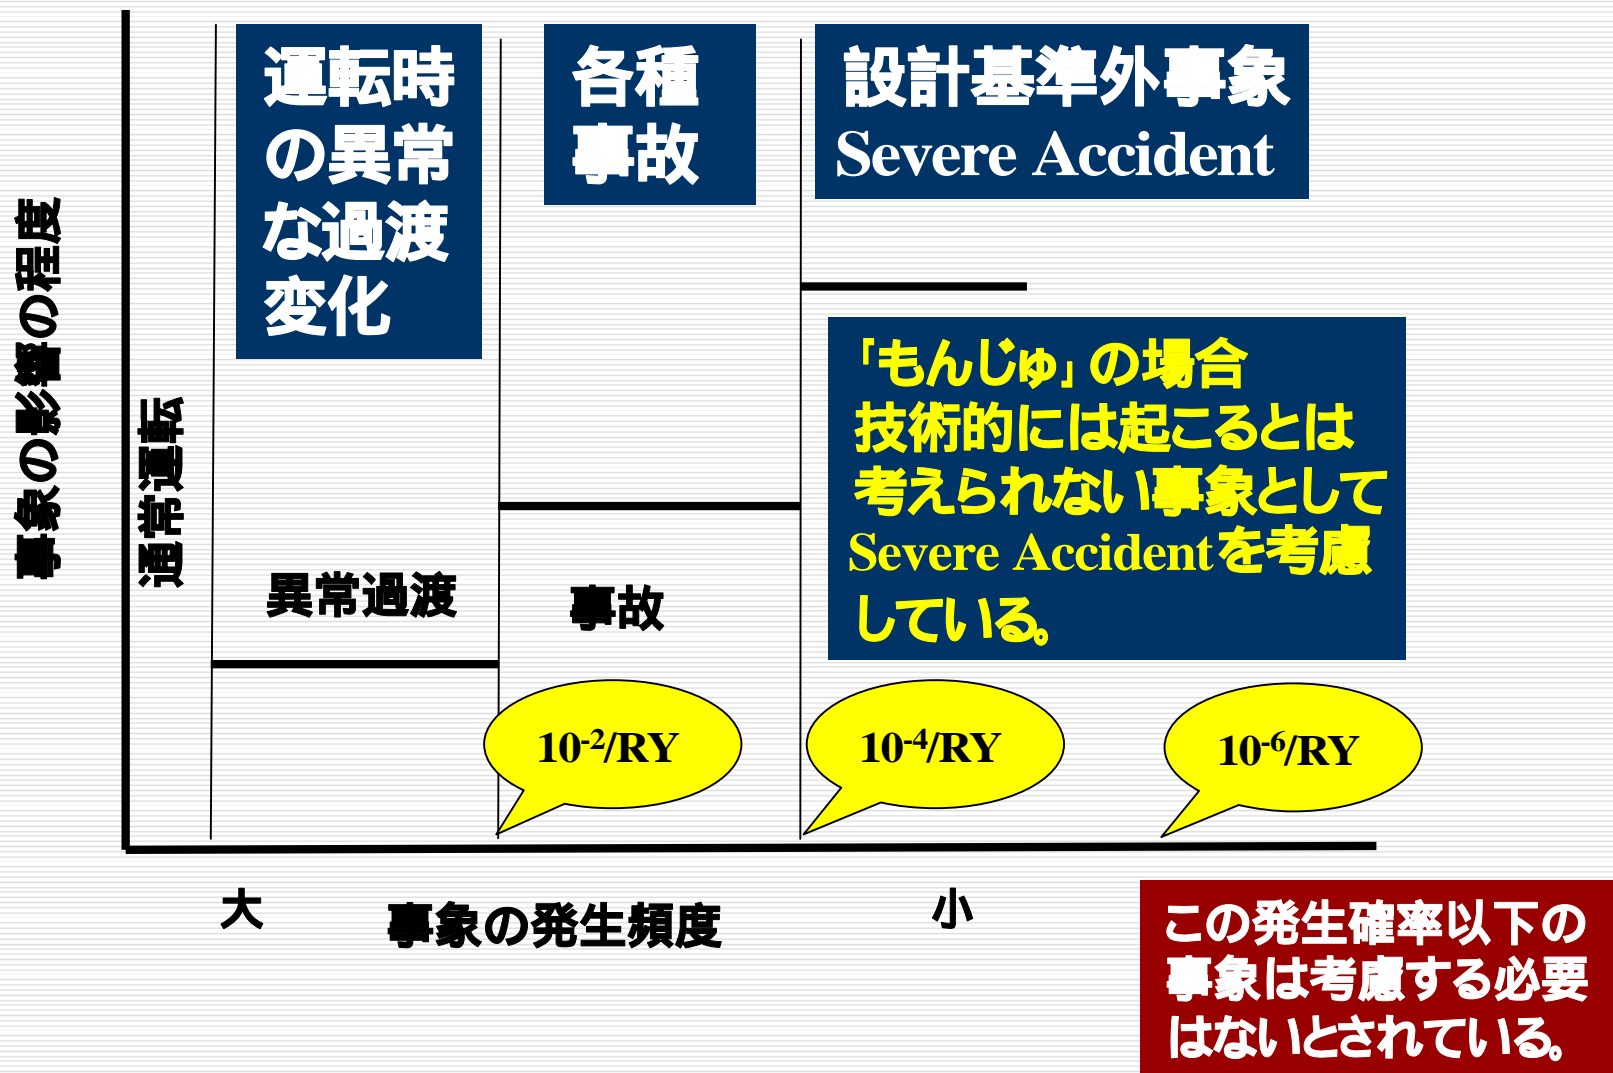 運転時
の異常
な過渡
変化
各種
事故
設計基準外事象
Severe Accident
事象の影響の程度
通常運転
「もんじゅ」の場合
技術的には起こるとは
考えられない事象として
Severe Accidentを考慮
している。
異常過渡
事故
10-2/RY
10-4/RY
10-6/RY
大
事象の発生頻度
小
この発生確率以下の
事象は考慮する必要
はないとされている。